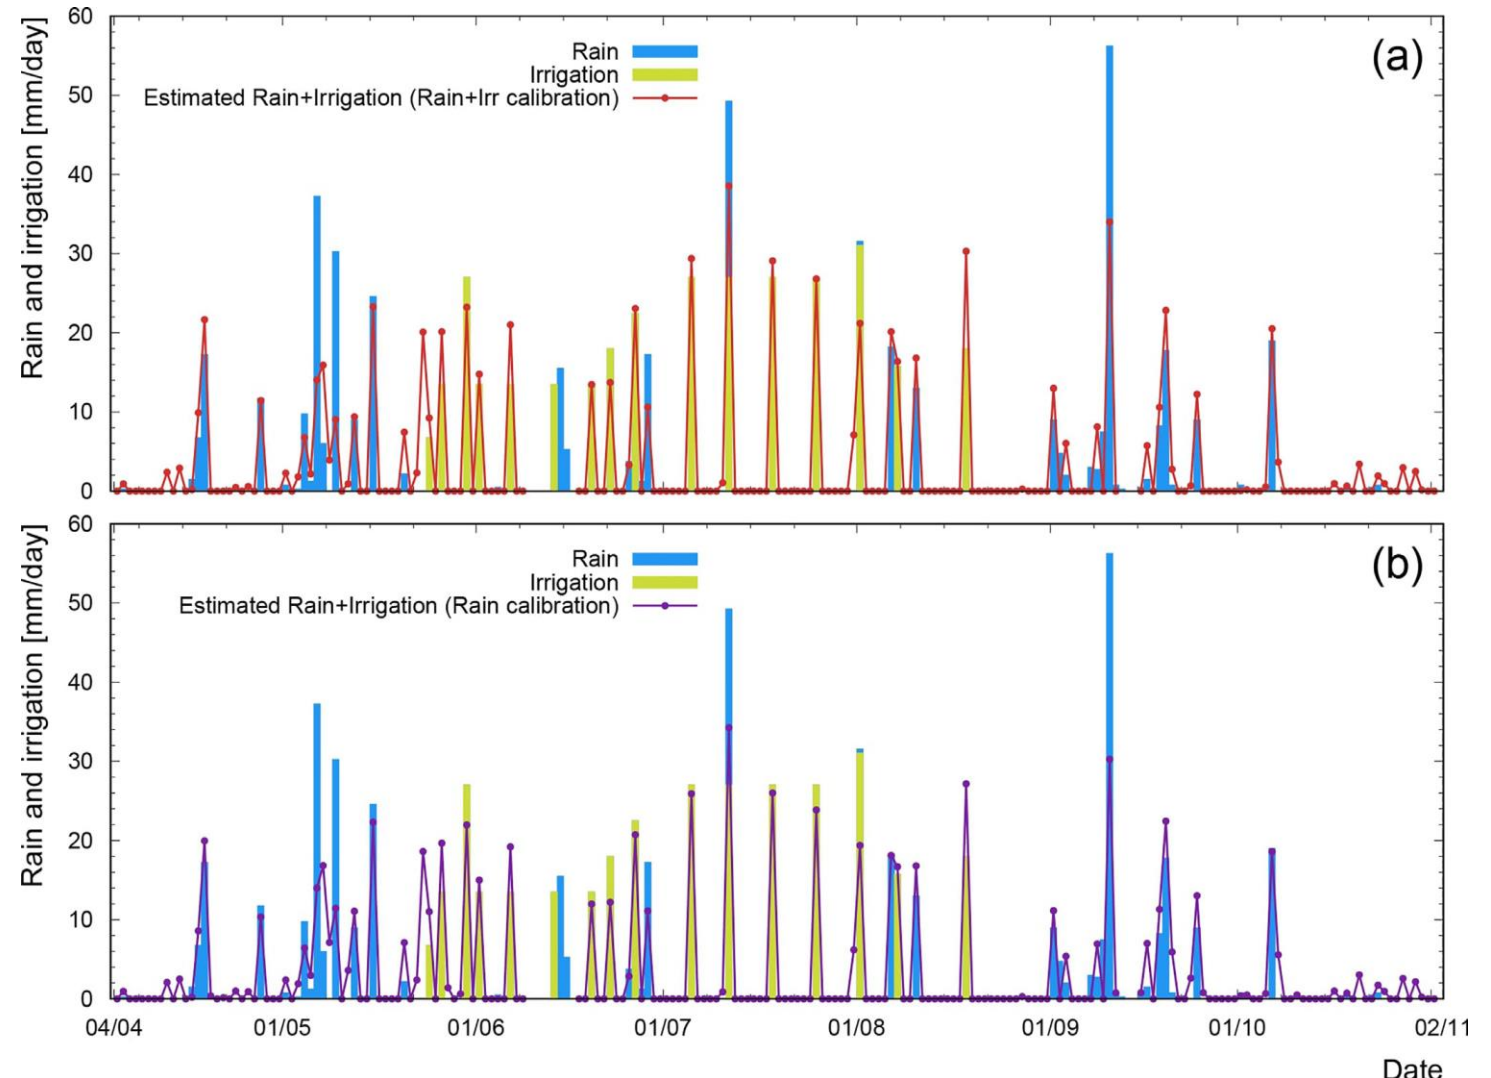 Rain and irrigation [mm/day]
60
50
40
30
20
10
0
(a)
Rain
Irrigation
Estimated Rain+Irrigation (Rain+Irr calibration)
Rain and irrigation [mm/day]
60
50
40
30
20
10
0
(b)
Rain
Irrigation
Estimated Rain+Irrigation (Rain calibration)
04/04 01/05 01/06 01/07 01/08 01/09 01/10 02/11
Date